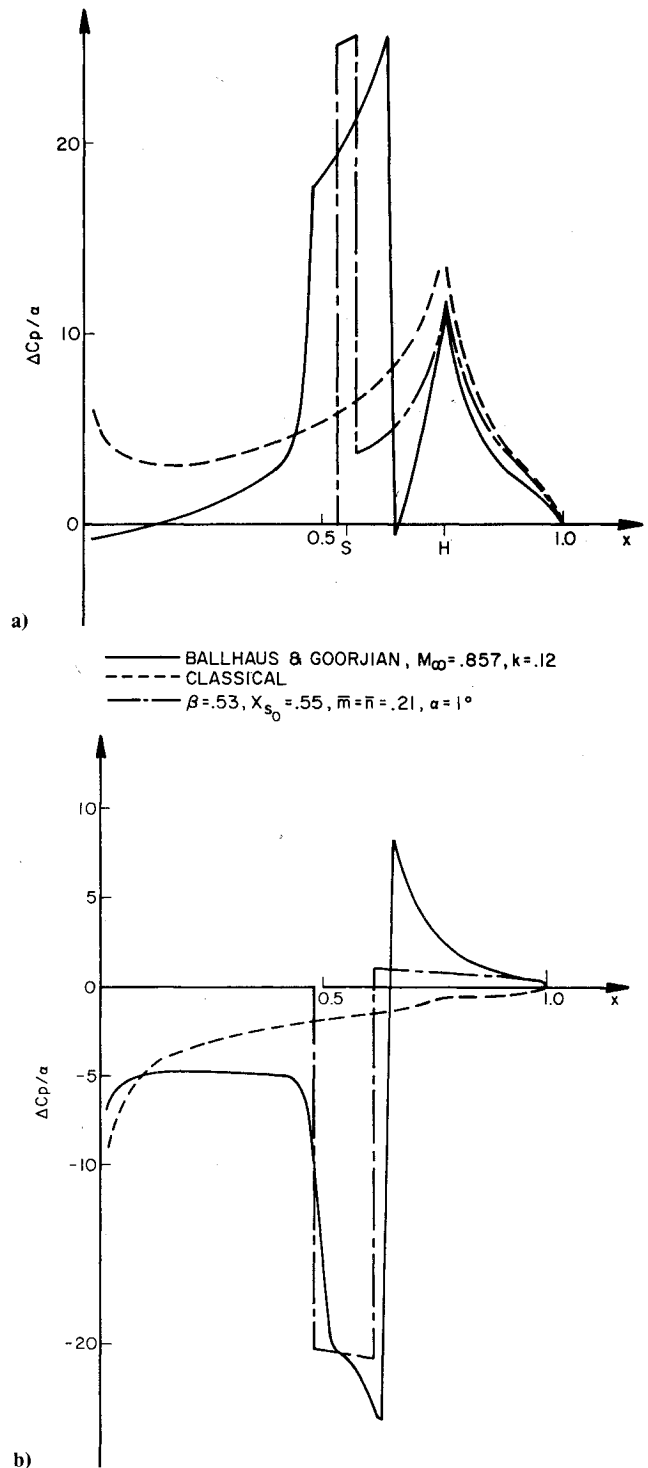 20
10
0
ΔCp/α
0.5
S
H
1.0
x
a)
BALLHAUS & GOORJIAN, M∞=.857, k=.12
CLASSICAL
β=.53, Xs₀=.55, m̅=n̅=.21, α=1°
10
5
0
-5
-10
-20
ΔCp/α
0.5
1.0
x
b)